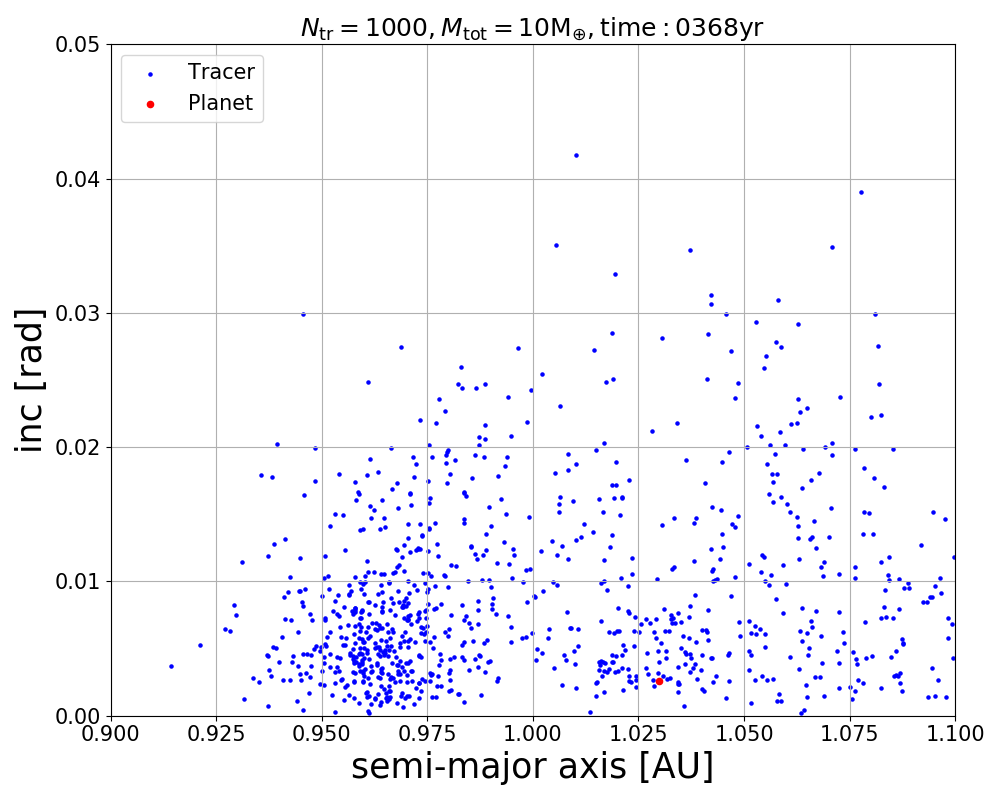 N_tr = 1000, M_tot = 10M_⊕, time : 0368yr
Tracer
Planet
0.05
0.04
0.03
0.02
0.01
0.00
inc [rad]
0.900 0.925 0.950 0.975 1.000 1.025 1.050 1.075 1.100
semi-major axis [AU]